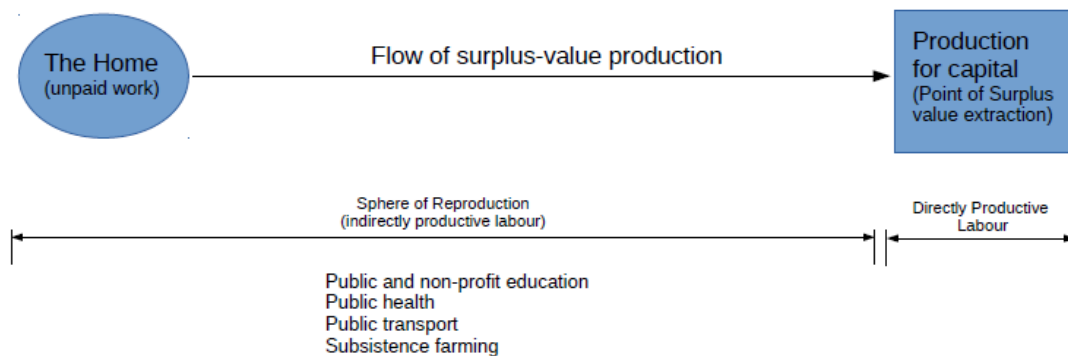 The Home
(unpaid work)
Flow of surplus-value production
Production
for capital
(Point of Surplus
value extraction)
Sphere of Reproduction
(indirectly productive labour)
Directly Productive
Labour
Public and non-profit education
Public health
Public transport
Subsistence farming